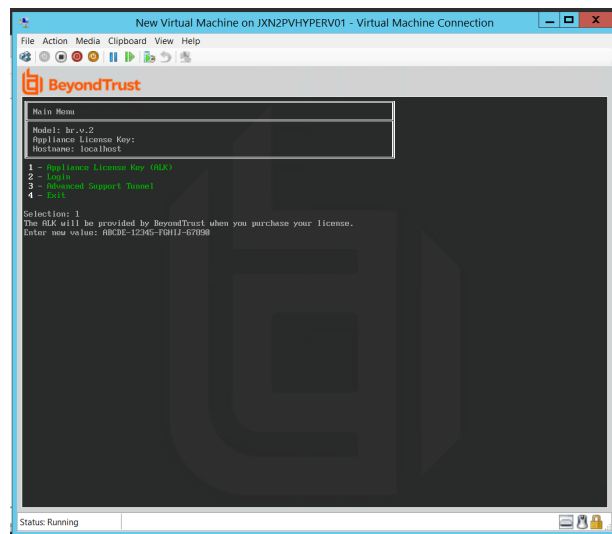 New Virtual Machine on JXN2PVHYPERV01 - Virtual Machine Connection
File Action Media Clipboard View Help
BeyondTrust
Main Menu
Model: br.v.2
Appliance License Key:
Hostname: localhost
1 - Appliance License Key (ALK)
2 - Login
3 - Advanced Support Tunnel
4 - Exit
Selection: 1
The ALK will be provided by BeyondTrust when you purchase your license.
Enter new value: ABCDE-12345-FGHIJ-67890
Status: Running